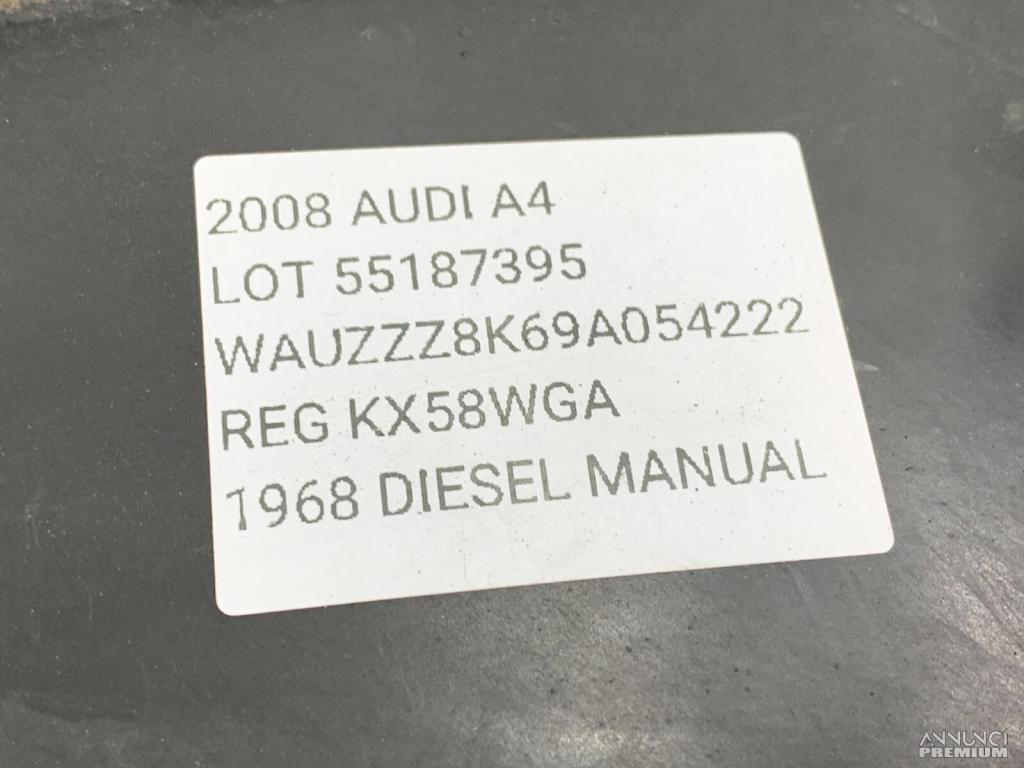 2008 AUDI A4
LOT 55187395
WAUZZZ8K69A054222
REG KX58WGA
1968 DIESEL MANUAL
ANNUNCI
PREMIUM